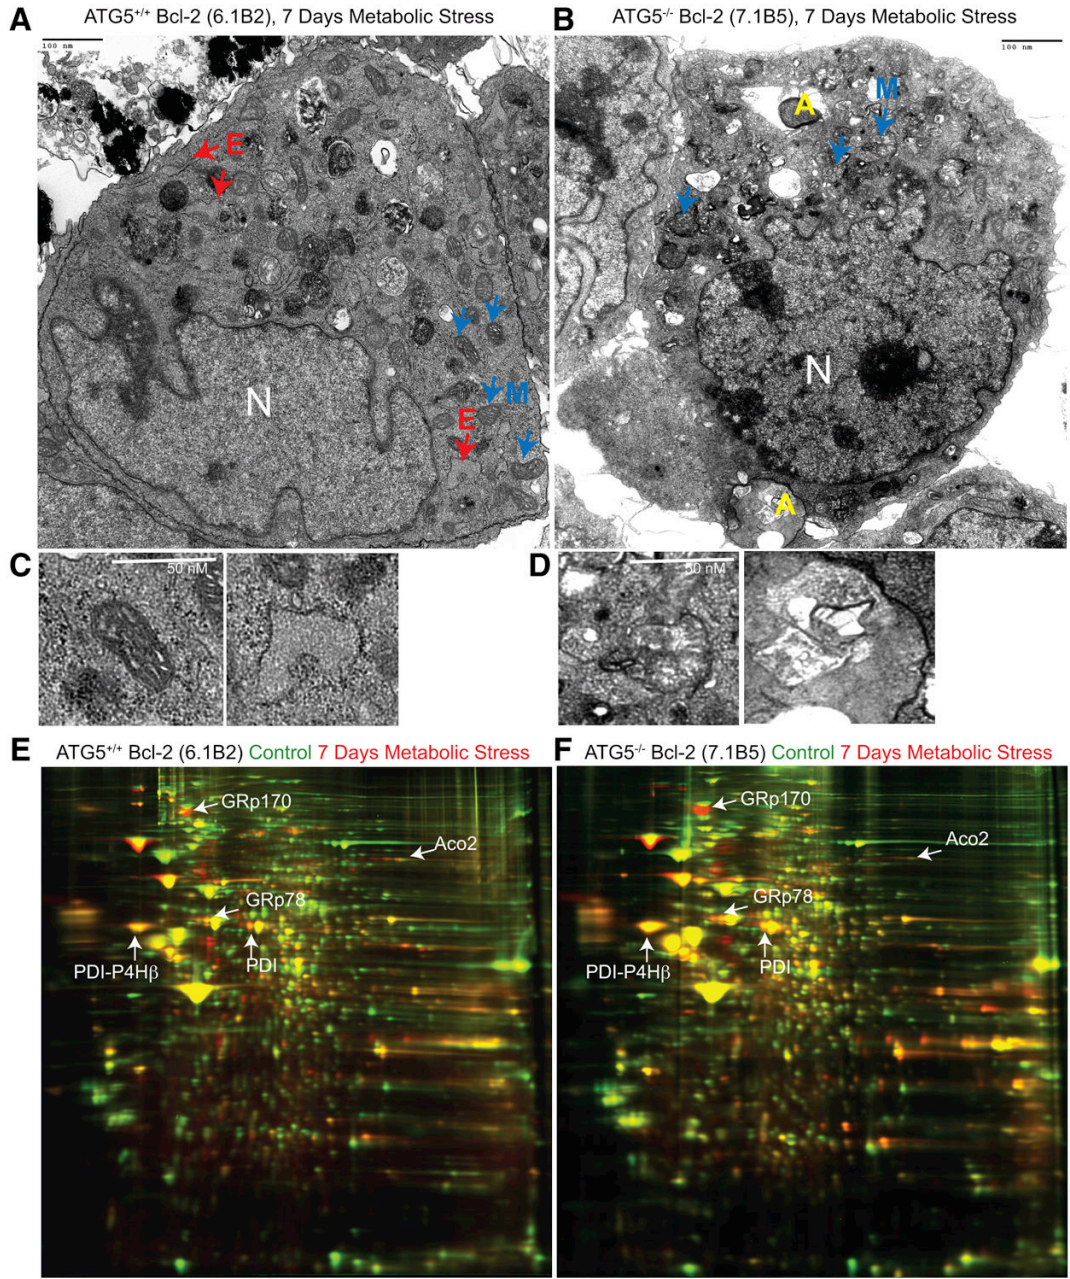 A ATG5+/+ Bcl-2 (6.1B2), 7 Days Metabolic Stress
100 nm
E
N
M
E
B ATG5-/- Bcl-2 (7.1B5), 7 Days Metabolic Stress
100 nm
A
M
N
A
C
50 nM
D
50 nM
E ATG5+/+ Bcl-2 (6.1B2) Control 7 Days Metabolic Stress
GRp170
Aco2
GRp78
PDI-P4Hβ
PDI
F ATG5-/- Bcl-2 (7.1B5) Control 7 Days Metabolic Stress
GRp170
Aco2
GRp78
PDI-P4Hβ
PDI